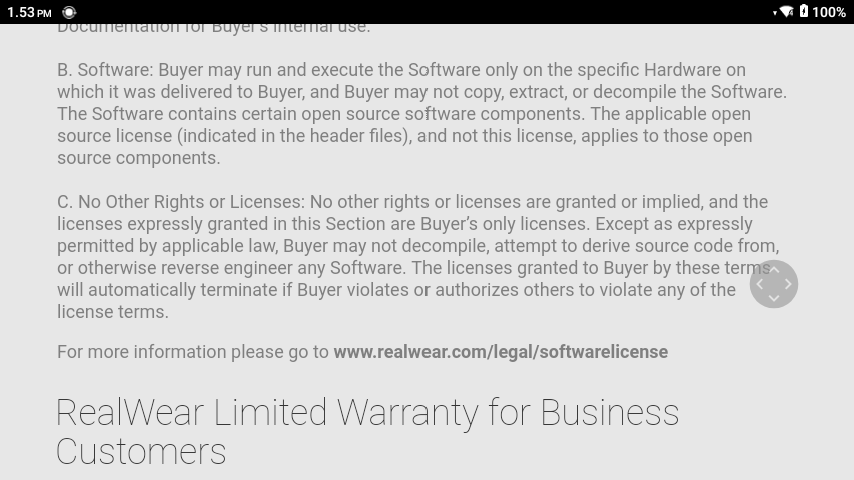 1.53 PM
100%
Documentation for Buyer's internal use.
B. Software: Buyer may run and execute the Software only on the specific Hardware on
which it was delivered to Buyer, and Buyer may not copy, extract, or decompile the Software.
The Software contains certain open source software components. The applicable open
source license (indicated in the header files), and not this license, applies to those open
source components.
C. No Other Rights or Licenses: No other rights or licenses are granted or implied, and the
licenses expressly granted in this Section are Buyer’s only licenses. Except as expressly
permitted by applicable law, Buyer may not decompile, attempt to derive source code from,
or otherwise reverse engineer any Software. The licenses granted to Buyer by these terms
will automatically terminate if Buyer violates or authorizes others to violate any of the
license terms.
For more information please go to www.realwear.com/legal/softwarelicense
RealWear Limited Warranty for Business
Customers